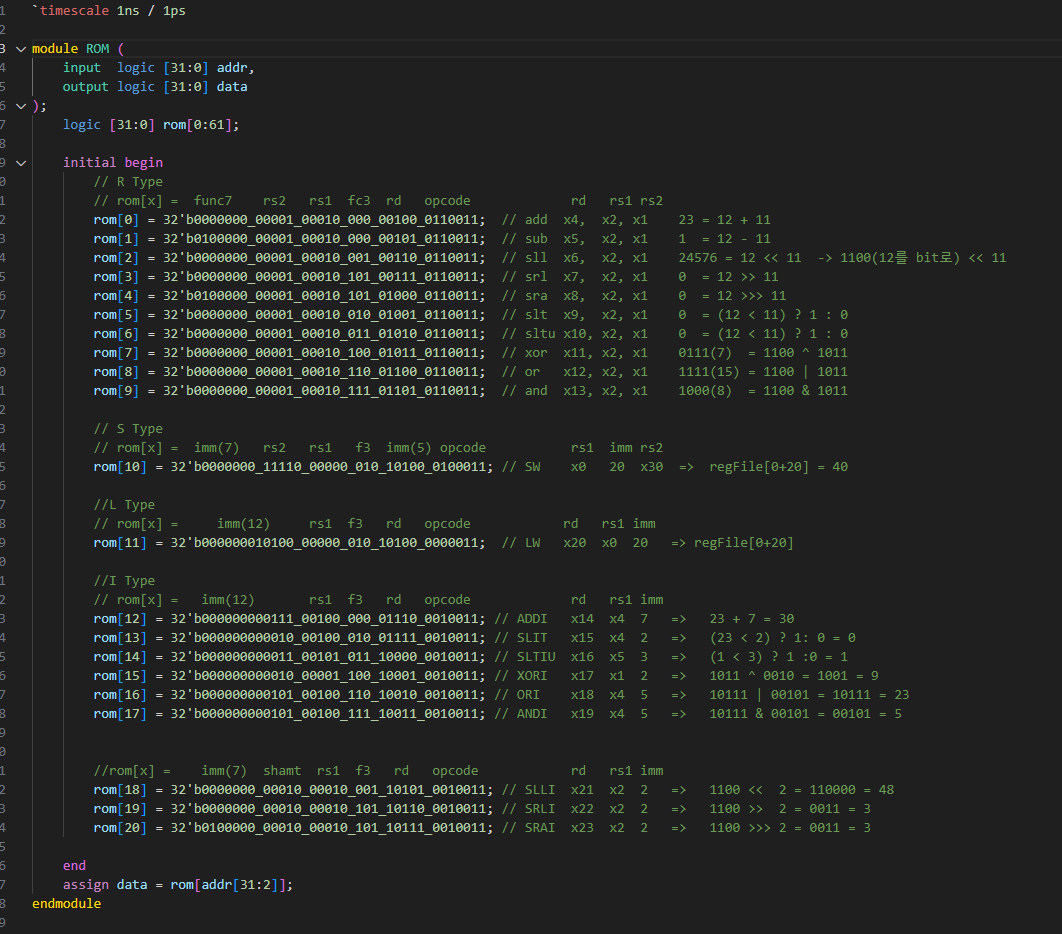 1 `timescale 1ns / 1ps
2
3 module ROM (
4 input  logic [31:0] addr,
5 output logic [31:0] data
6 );
7 logic [31:0] rom[0:61];
8
9 initial begin
0 // R Type
1 // rom[x] =  func7    rs2   rs1  fc3  rd   opcode             rd   rs1 rs2
2 rom[0] = 32'b0000000_00001_00010_000_00100_0110011;  // add  x4,  x2, x1    23 = 12 + 11
3 rom[1] = 32'b0100000_00001_00010_000_00101_0110011;  // sub  x5,  x2, x1    1  = 12 - 11
4 rom[2] = 32'b0000000_00001_00010_001_00110_0110011;  // sll  x6,  x2, x1    24576 = 12 << 11  -> 1100(12를 bit로) << 11
5 rom[3] = 32'b0000000_00001_00010_101_00111_0110011;  // srl  x7,  x2, x1    0  = 12 >> 11
6 rom[4] = 32'b0100000_00001_00010_101_01000_0110011;  // sra  x8,  x2, x1    0  = 12 >>> 11
7 rom[5] = 32'b0000000_00001_00010_010_01001_0110011;  // slt  x9,  x2, x1    0  = (12 < 11) ? 1 : 0
8 rom[6] = 32'b0000000_00001_00010_011_01010_0110011;  // sltu x10, x2, x1    0  = (12 < 11) ? 1 : 0
9 rom[7] = 32'b0000000_00001_00010_100_01011_0110011;  // xor  x11, x2, x1    0111(7)  = 1100 ^ 1011
0 rom[8] = 32'b0000000_00001_00010_110_01100_0110011;  // or   x12, x2, x1    1111(15) = 1100 | 1011
1 rom[9] = 32'b0000000_00001_00010_111_01101_0110011;  // and  x13, x2, x1    1000(8)  = 1100 & 1011
2
3 // S Type
4 // rom[x] =  imm(7)   rs2   rs1   f3  imm(5) opcode           rs1  imm rs2
5 rom[10] = 32'b0000000_11110_00000_010_10100_0100011; // SW       x0   20  x30  =>  regFile[0+20] = 40
6
7 //L Type
8 // rom[x] =     imm(12)     rs1  f3   rd   opcode            rd   rs1 imm
9 rom[11] = 32'b000000010100_00000_010_10100_0000011;  // LW   x20  x0  20   => regFile[0+20]
0
1 //I Type
2 // rom[x] =   imm(12)       rs1  f3   rd   opcode             rd   rs1 imm
3 rom[12] = 32'b000000000111_00100_000_01110_0010011; // ADDI   x14  x4  7   =>   23 + 7 = 30
4 rom[13] = 32'b000000000010_00100_010_01111_0010011; // SLIT   x15  x4  2   =>   (23 < 2) ? 1: 0 = 0
5 rom[14] = 32'b000000000011_00101_011_10000_0010011; // SLTIU  x16  x5  3   =>   (1 < 3) ? 1 :0 = 1
6 rom[15] = 32'b000000000010_00001_100_10001_0010011; // XORI   x17  x1  2   =>   1011 ^ 0010 = 1001 = 9
7 rom[16] = 32'b000000000101_00100_110_10010_0010011; // ORI    x18  x4  5   =>   10111 | 00101 = 10111 = 23
8 rom[17] = 32'b000000000101_00100_111_10011_0010011; // ANDI   x19  x4  5   =>   10111 & 00101 = 00101 = 5
9
0
1 //rom[x] =    imm(7)  shamt  rs1  f3   rd   opcode            rd   rs1 imm
2 rom[18] = 32'b0000000_00010_00010_001_10101_0010011; // SLLI  x21  x2  2   =>   1100 <<  2 = 110000 = 48
3 rom[19] = 32'b0000000_00010_00010_101_10110_0010011; // SRLI  x22  x2  2   =>   1100 >>  2 = 0011 = 3
4 rom[20] = 32'b0100000_00010_00010_101_10111_0010011; // SRAI  x23  x2  2   =>   1100 >>> 2 = 0011 = 3
5
6 end
7 assign data = rom[addr[31:2]];
8 endmodule
9